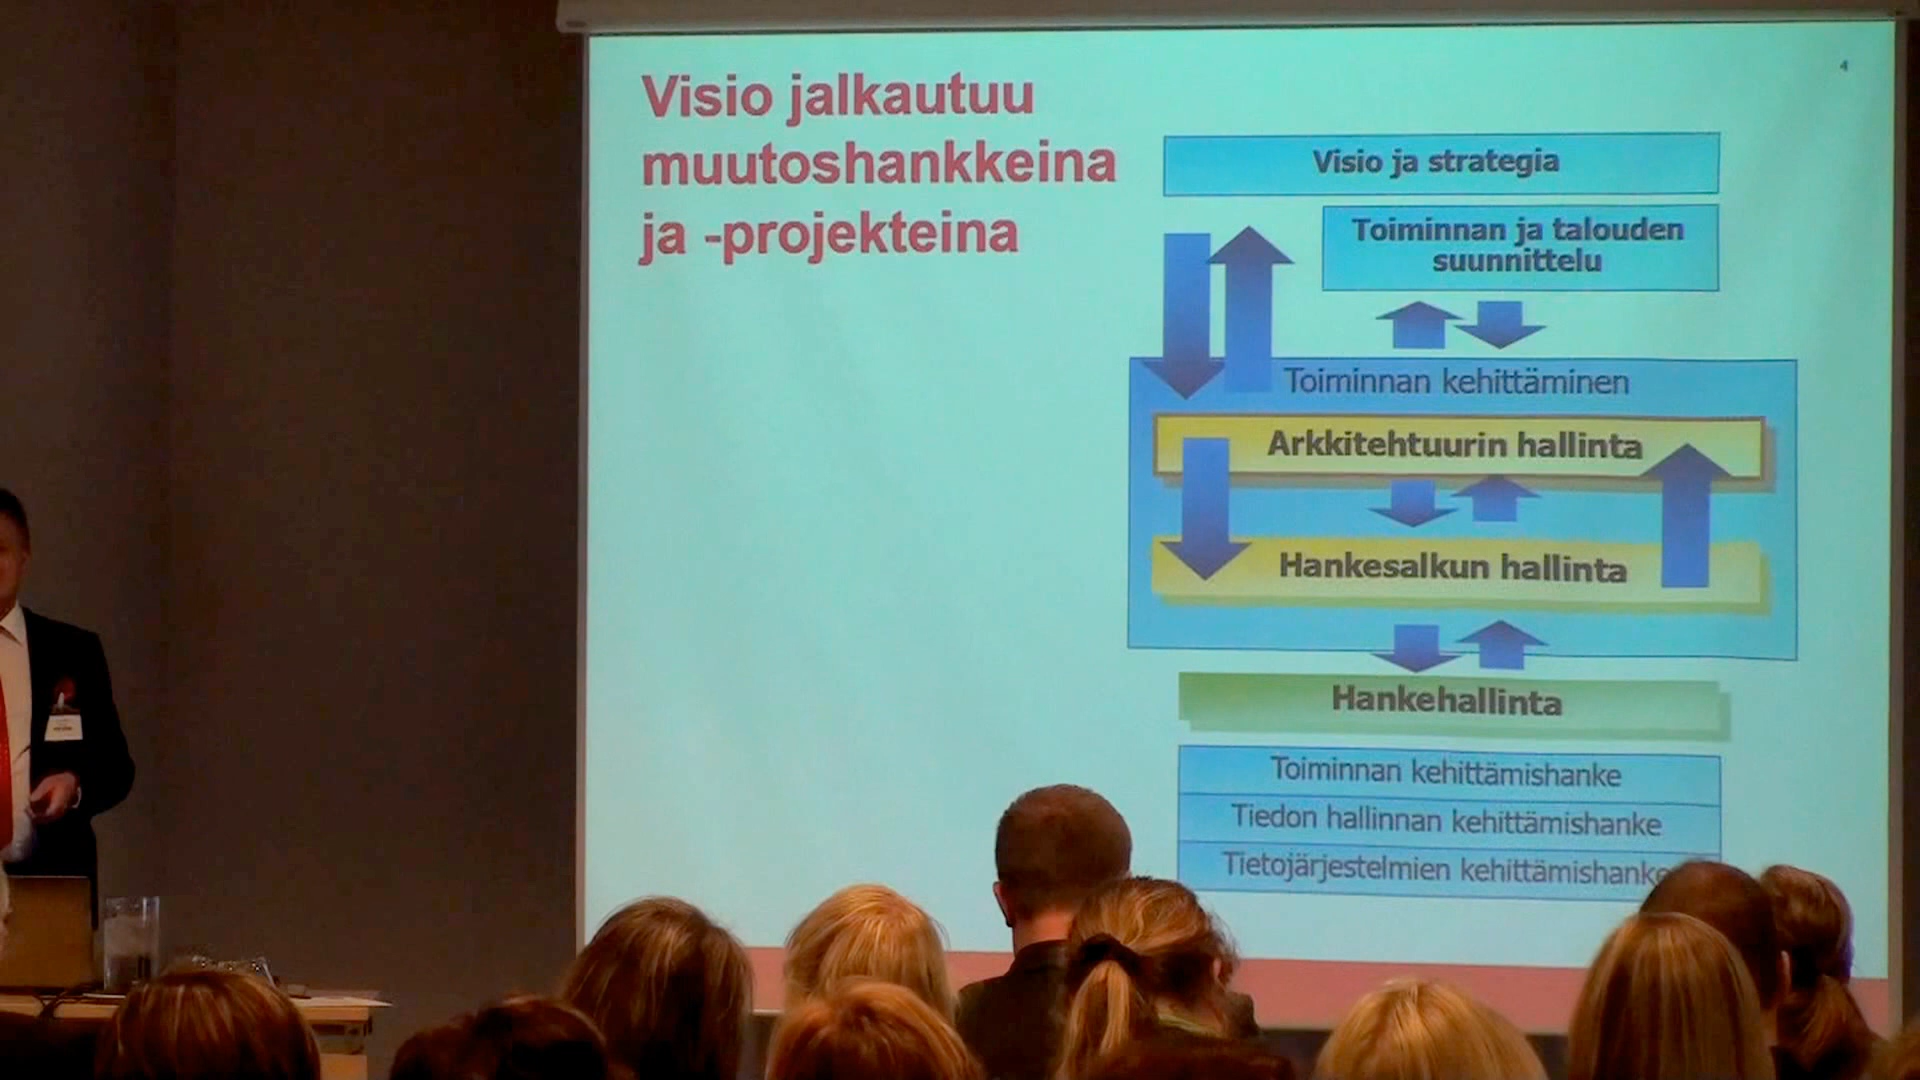 Visio jalkautuu
muutoshankkeina
ja -projekteina
4
Visio ja strategia
Toiminnan ja talouden
suunnittelu
Toiminnan kehittäminen
Arkkitehtuurin hallinta
Hankesalkun hallinta
Hankehallinta
Toiminnan kehittämishanke
Tiedon hallinnan kehittämishanke
Tietojärjestelmien kehittämishanke